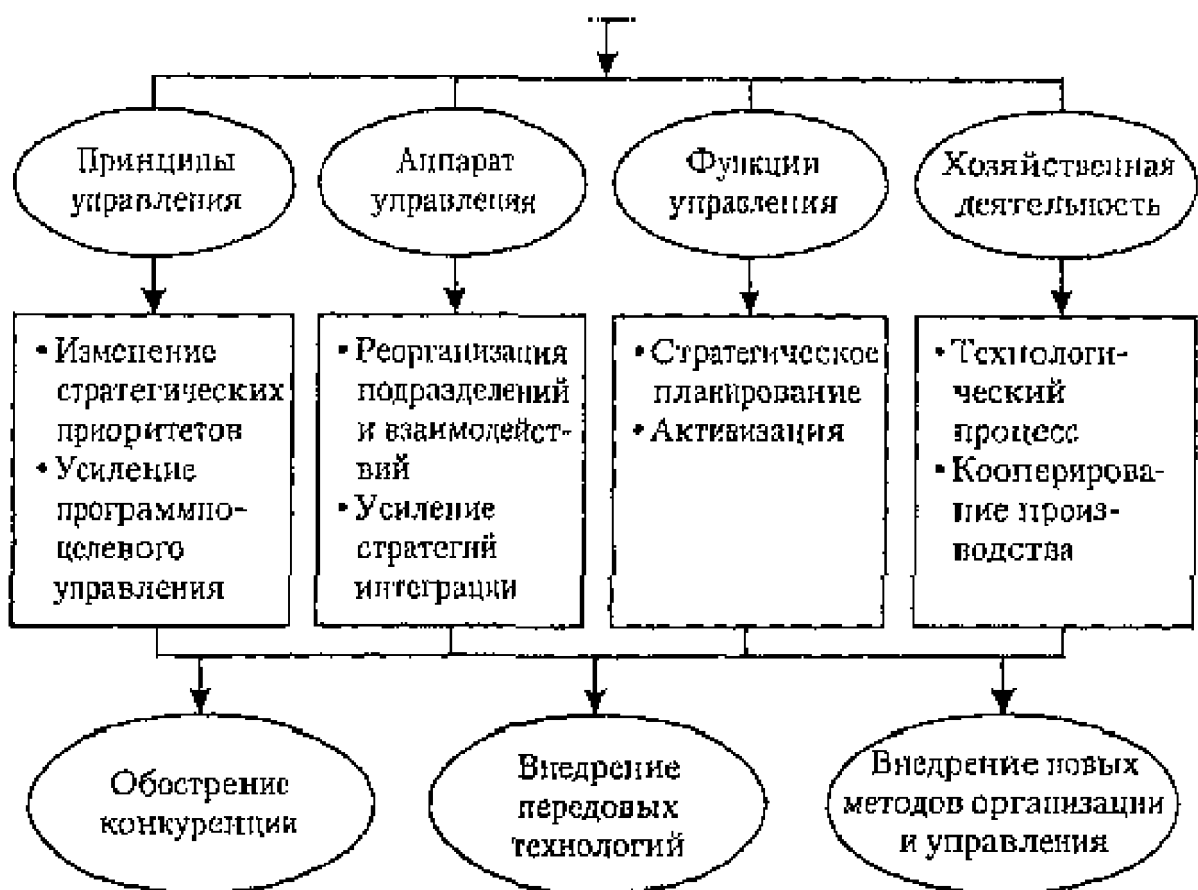 Принципы
управления
Аппарат
управления
Функции
управления
Хозяйственная
деятельность
• Изменение
стратегических
приоритетов
• Усиление
программно-
целевого
управления
• Реорганизация
подразделений
и взаимодейст-
вий
• Усиление
стратегий
интеграции
• Стратегическое
планирование
• Активизация
• Технологи-
ческий
процесс
• Кооперирова-
ние произ-
водства
Обострение
конкуренции
Внедрение
передовых
технологий
Внедрение новых
методов организации
и управления